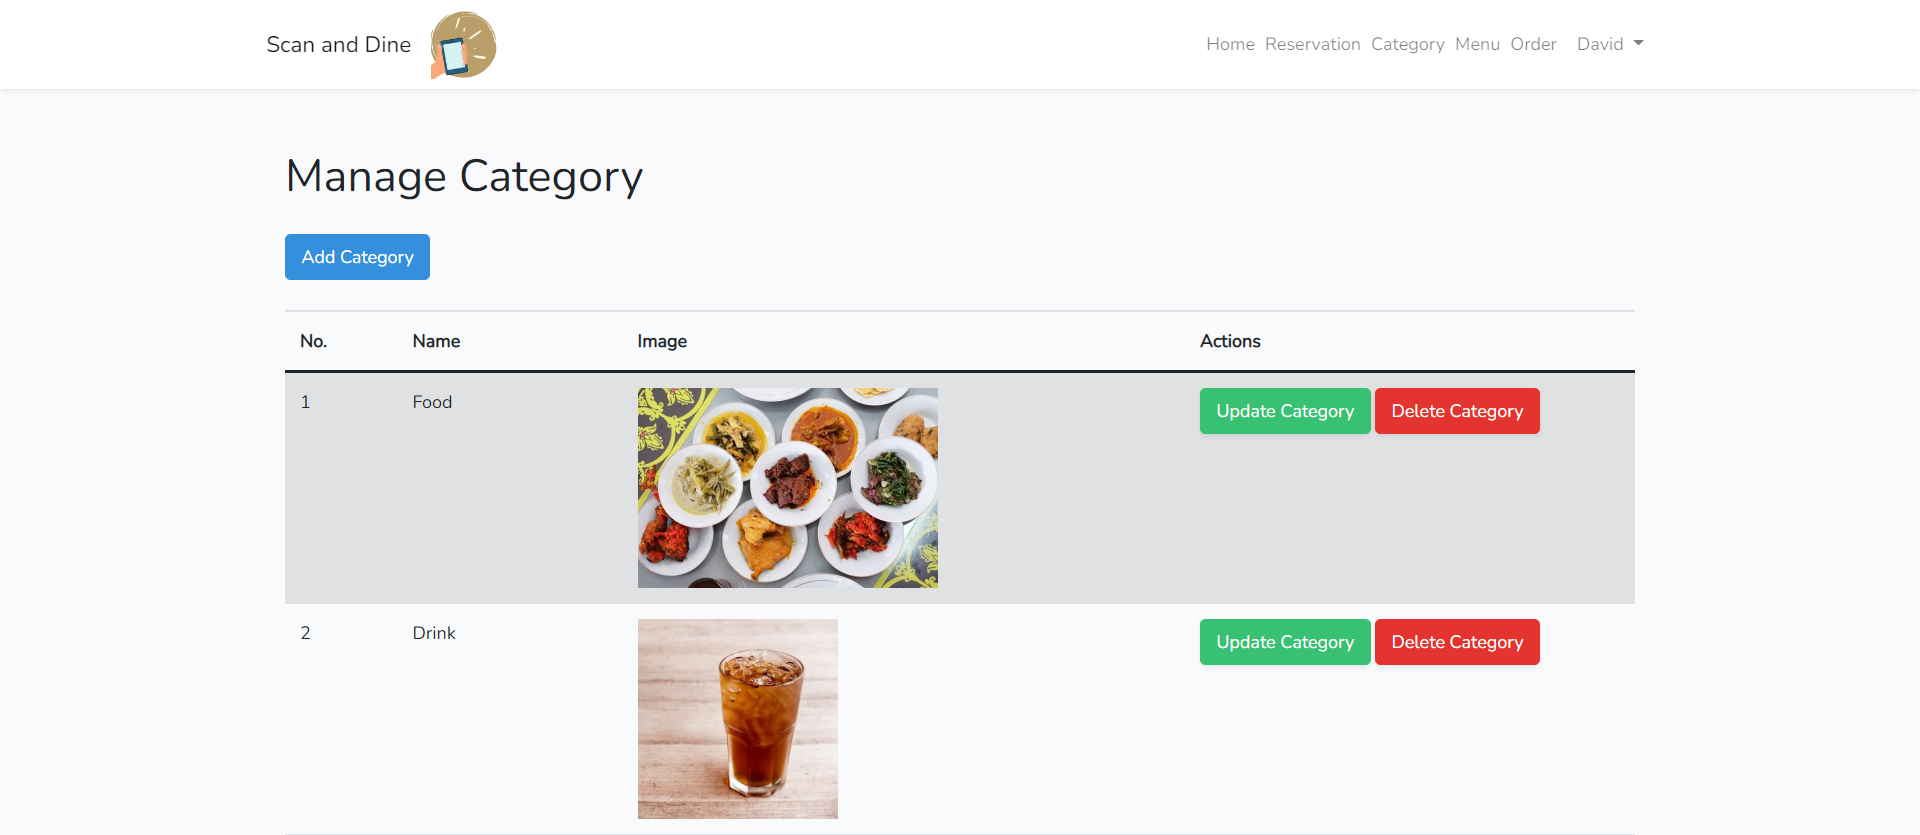 Scan and Dine
Home Reservation Category Menu Order David
Manage Category
Add Category
No. Name Image Actions
1 Food Update Category Delete Category
2 Drink Update Category Delete Category